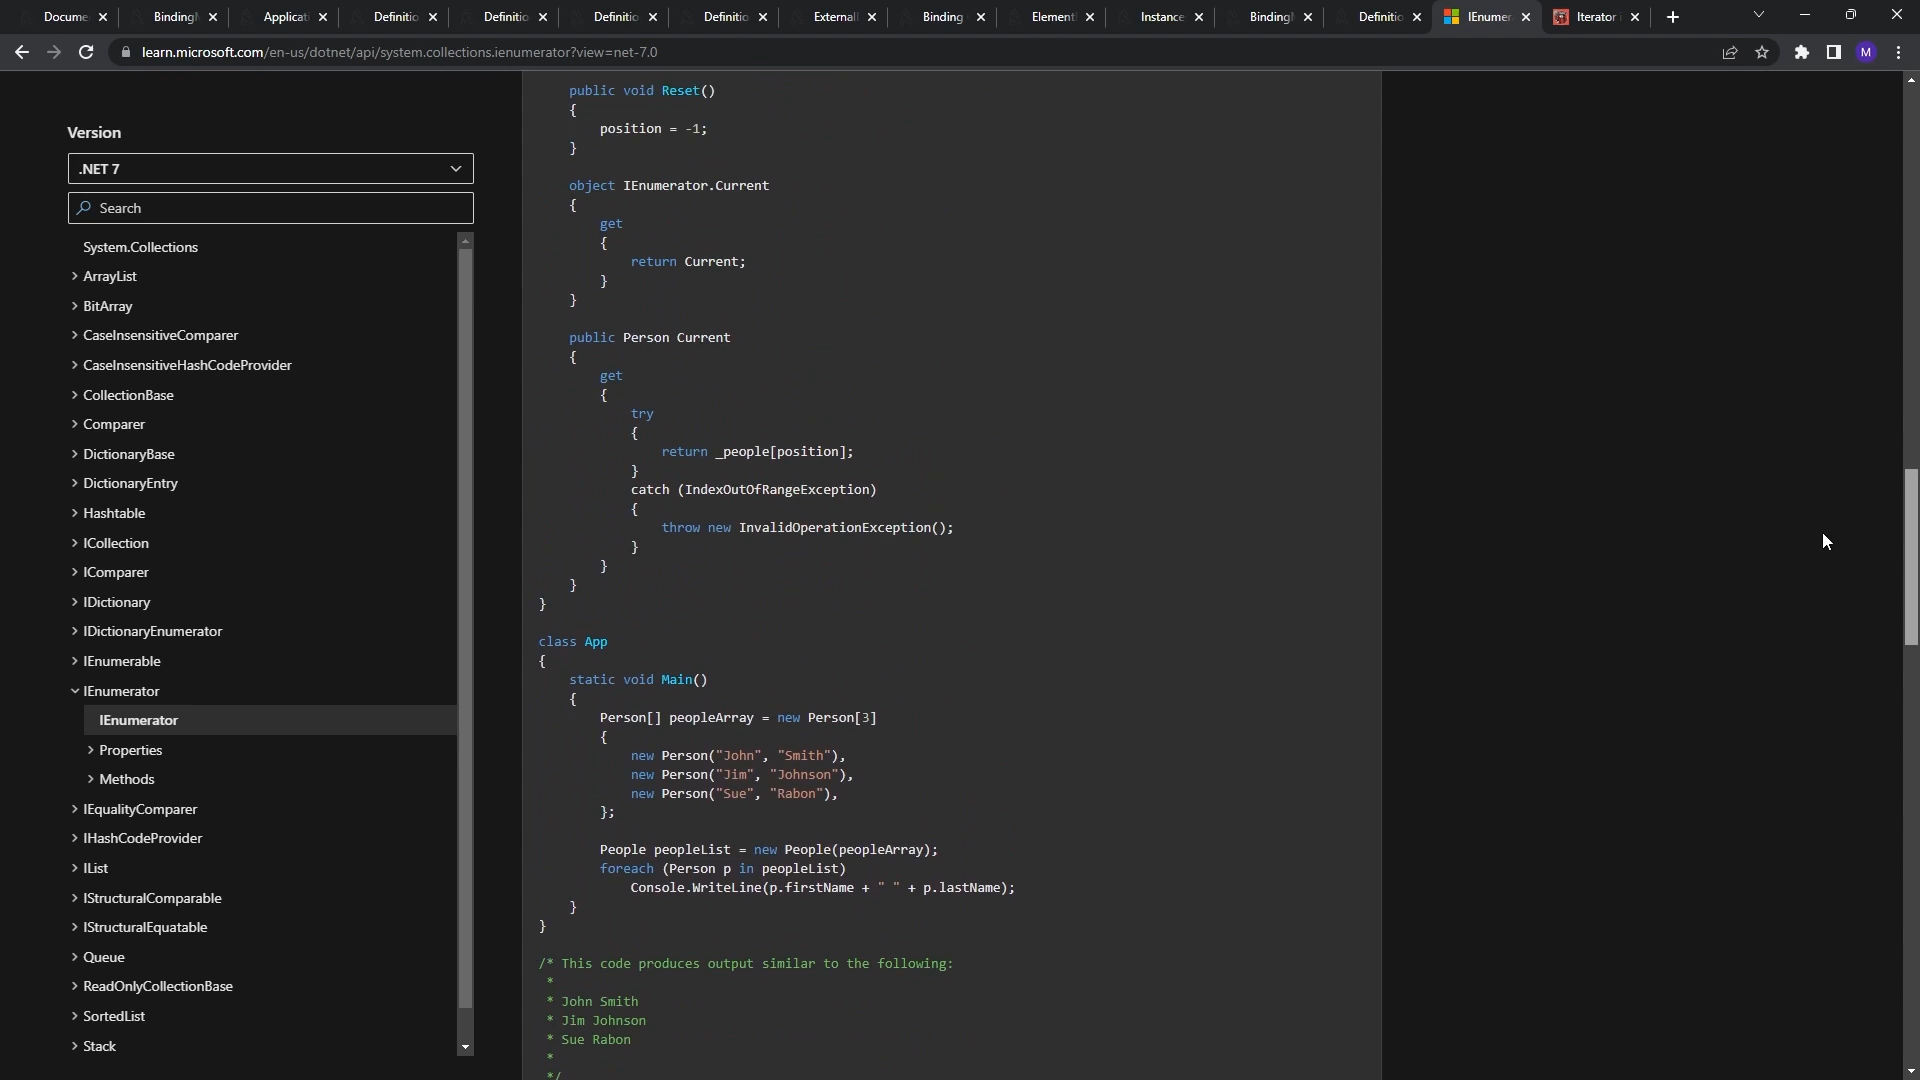 Docume
BindingI
Applicat
Definitio
Definitio
Definitio
Definitio
External
Binding
Element
Instance
BindingI
Definitio
IEnumer
Iterator
learn.microsoft.com/en-us/dotnet/api/system.collections.ienumerator?view=net-7.0
M
Version
.NET 7
Search
System.Collections
ArrayList
BitArray
CaseInsensitiveComparer
CaseInsensitiveHashCodeProvider
CollectionBase
Comparer
DictionaryBase
DictionaryEntry
Hashtable
ICollection
IComparer
IDictionary
IDictionaryEnumerator
IEnumerable
IEnumerator
IEnumerator
Properties
Methods
IEqualityComparer
IHashCodeProvider
IList
IStructuralComparable
IStructuralEquatable
Queue
ReadOnlyCollectionBase
SortedList
Stack
public void Reset()
{
position = -1;
}
object IEnumerator.Current
{
get
{
return Current;
}
}
public Person Current
{
get
{
try
{
return _people[position];
}
catch (IndexOutOfRangeException)
{
throw new InvalidOperationException();
}
}
}
}
class App
{
static void Main()
{
Person[] peopleArray = new Person[3]
{
new Person("John", "Smith"),
new Person("Jim", "Johnson"),
new Person("Sue", "Rabon"),
};
People peopleList = new People(peopleArray);
foreach (Person p in peopleList)
Console.WriteLine(p.firstName + " " + p.lastName);
}
}
/* This code produces output similar to the following:
*
* John Smith
* Jim Johnson
* Sue Rabon
*
*/